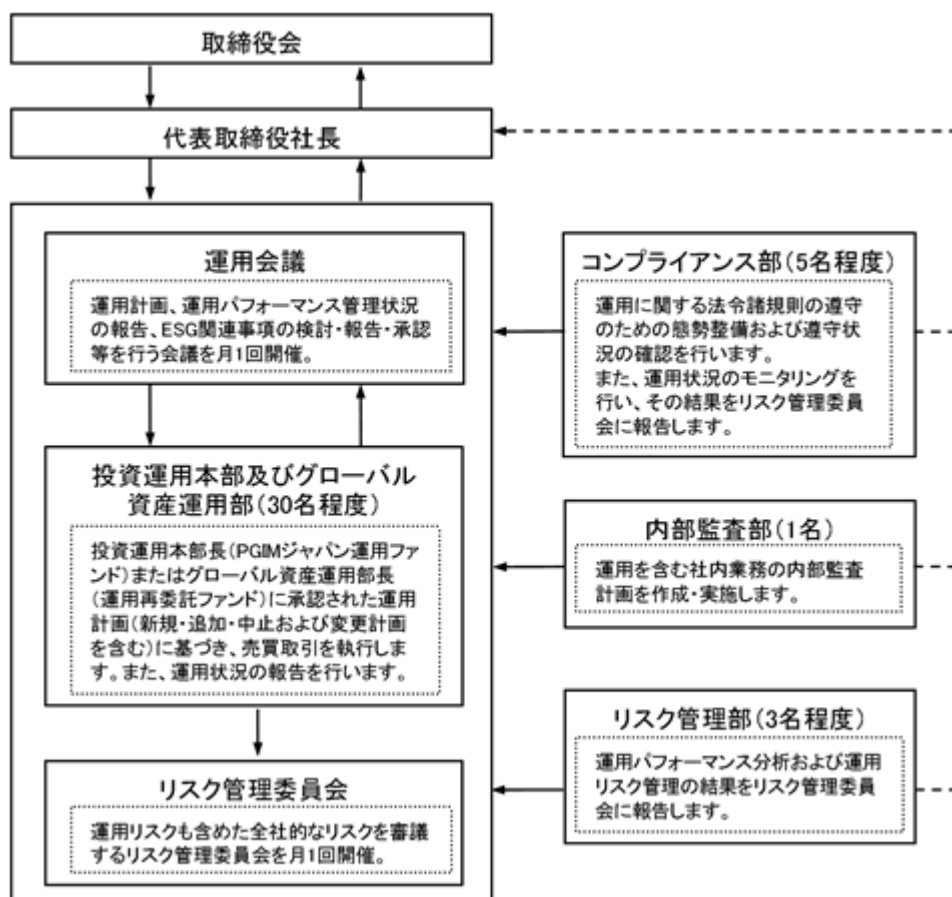 取締役会
代表取締役社長
運用会議
運用計画、運用パフォーマンス管理状況
の報告、ESG関連事項の検討・報告・承認
等を行う会議を月1回開催。
投資運用本部及びグローバル
資産運用部(30名程度)
投資運用本部長(PGIMジャパン運用ファ
ンド)またはグローバル資産運用部長
(運用再委託ファンド)に承認された運用
計画(新規・追加・中止および変更計画
を含む)に基づき、売買取引を執行しま
す。また、運用状況の報告を行います。
リスク管理委員会
運用リスクも含めた全社的なリスクを審議
するリスク管理委員会を月1回開催。
コンプライアンス部(5名程度)
運用に関する法令諸規則の遵守
のための態勢整備および遵守状
況の確認を行います。
また、運用状況のモニタリングを
行い、その結果をリスク管理委員
会に報告します。
内部監査部(1名)
運用を含む社内業務の内部監査
計画を作成・実施します。
リスク管理部(3名程度)
運用パフォーマンス分析および運用
リスク管理の結果をリスク管理委員
会に報告します。